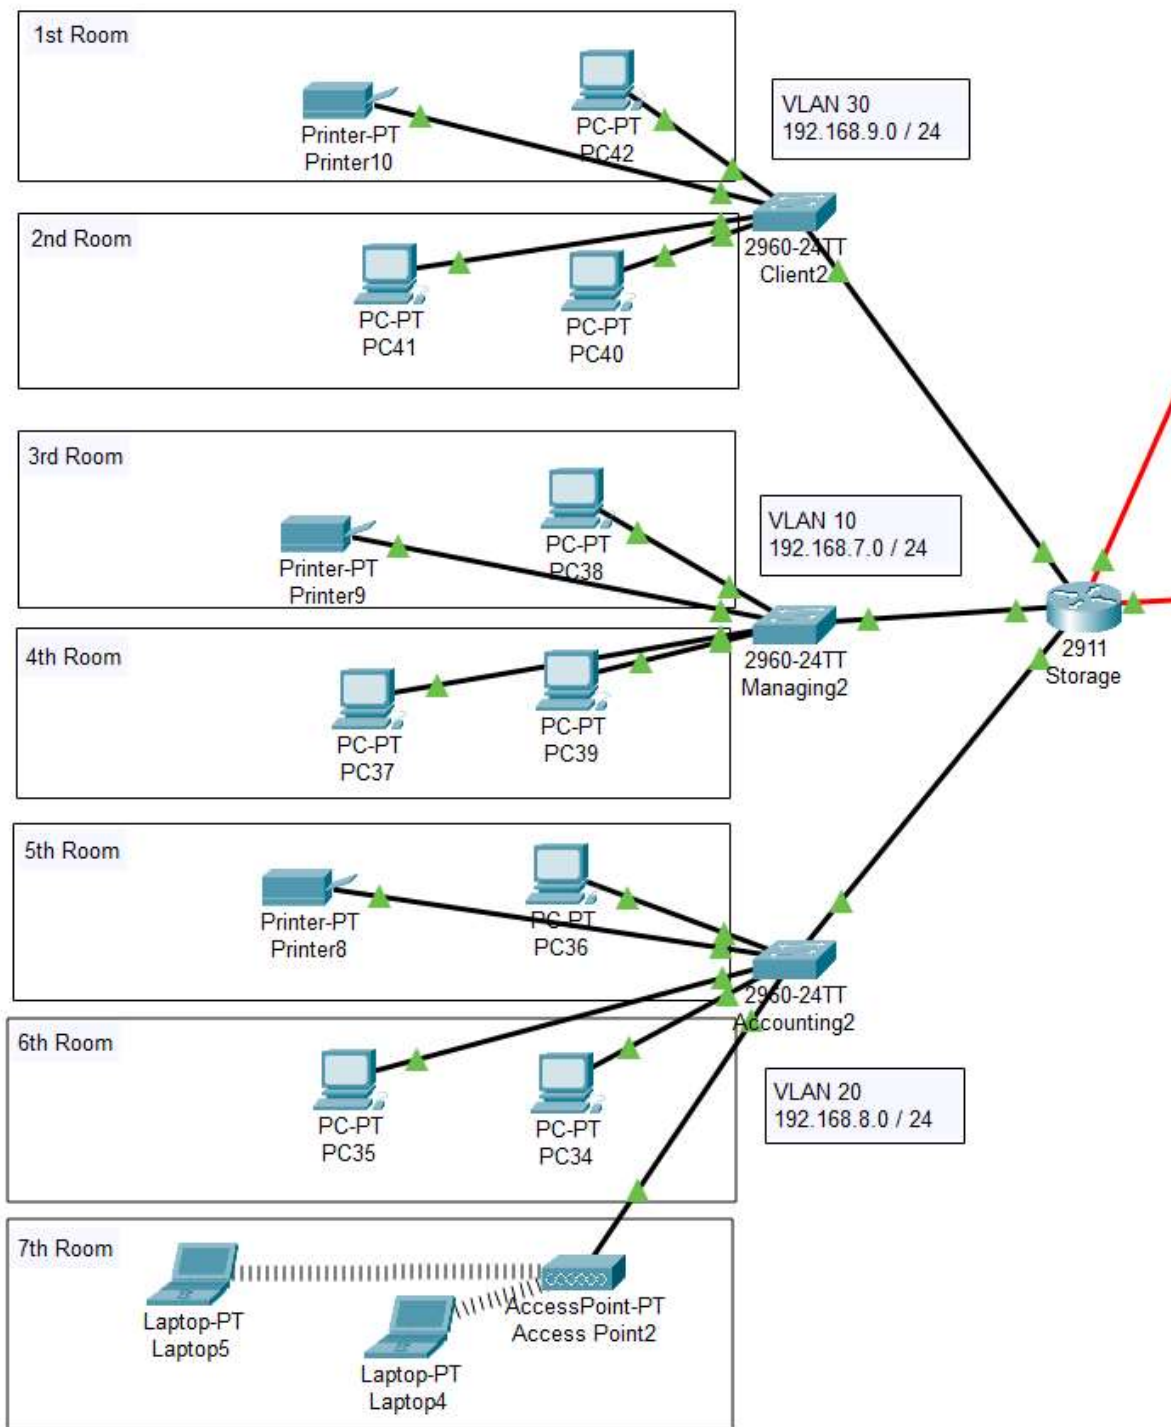 1st Room
Printer-PT
Printer10
PC-PT
PC42
VLAN 30
192.168.9.0 / 24
2960-24TT
Client2
2nd Room
PC-PT
PC41
PC-PT
PC40
3rd Room
Printer-PT
Printer9
PC-PT
PC38
VLAN 10
192.168.7.0 / 24
2960-24TT
Managing2
2911
Storage
4th Room
PC-PT
PC37
PC-PT
PC39
5th Room
Printer-PT
Printer8
PC-PT
PC36
2960-24TT
Accounting2
6th Room
PC-PT
PC35
PC-PT
PC34
VLAN 20
192.168.8.0 / 24
7th Room
Laptop-PT
Laptop5
Laptop-PT
Laptop4
AccessPoint-PT
Access Point2